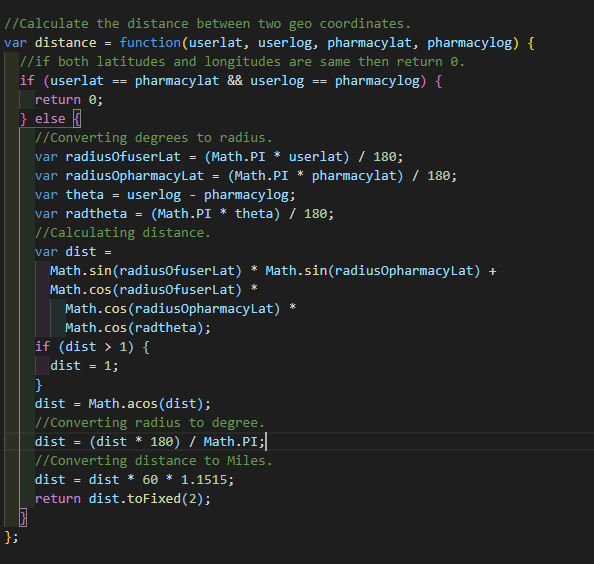 //Calculate the distance between two geo coordinates.
var distance = function(userlat, userlog, pharmacylat, pharmacylog) {
  //if both latitudes and longitudes are same then return 0.
  if (userlat == pharmacylat && userlog == pharmacylog) {
    return 0;
  } else {
    //Converting degrees to radius.
    var radiusOfuserLat = (Math.PI * userlat) / 180;
    var radiusOpharmacyLat = (Math.PI * pharmacylat) / 180;
    var theta = userlog - pharmacylog;
    var radtheta = (Math.PI * theta) / 180;
    //Calculating distance.
    var dist =
      Math.sin(radiusOfuserLat) * Math.sin(radiusOpharmacyLat) +
      Math.cos(radiusOfuserLat) *
        Math.cos(radiusOpharmacyLat) *
        Math.cos(radtheta);
    if (dist > 1) {
      dist = 1;
    }
    dist = Math.acos(dist);
    //Converting radius to degree.
    dist = (dist * 180) / Math.PI;
    //Converting distance to Miles.
    dist = dist * 60 * 1.1515;
    return dist.toFixed(2);
  }
};